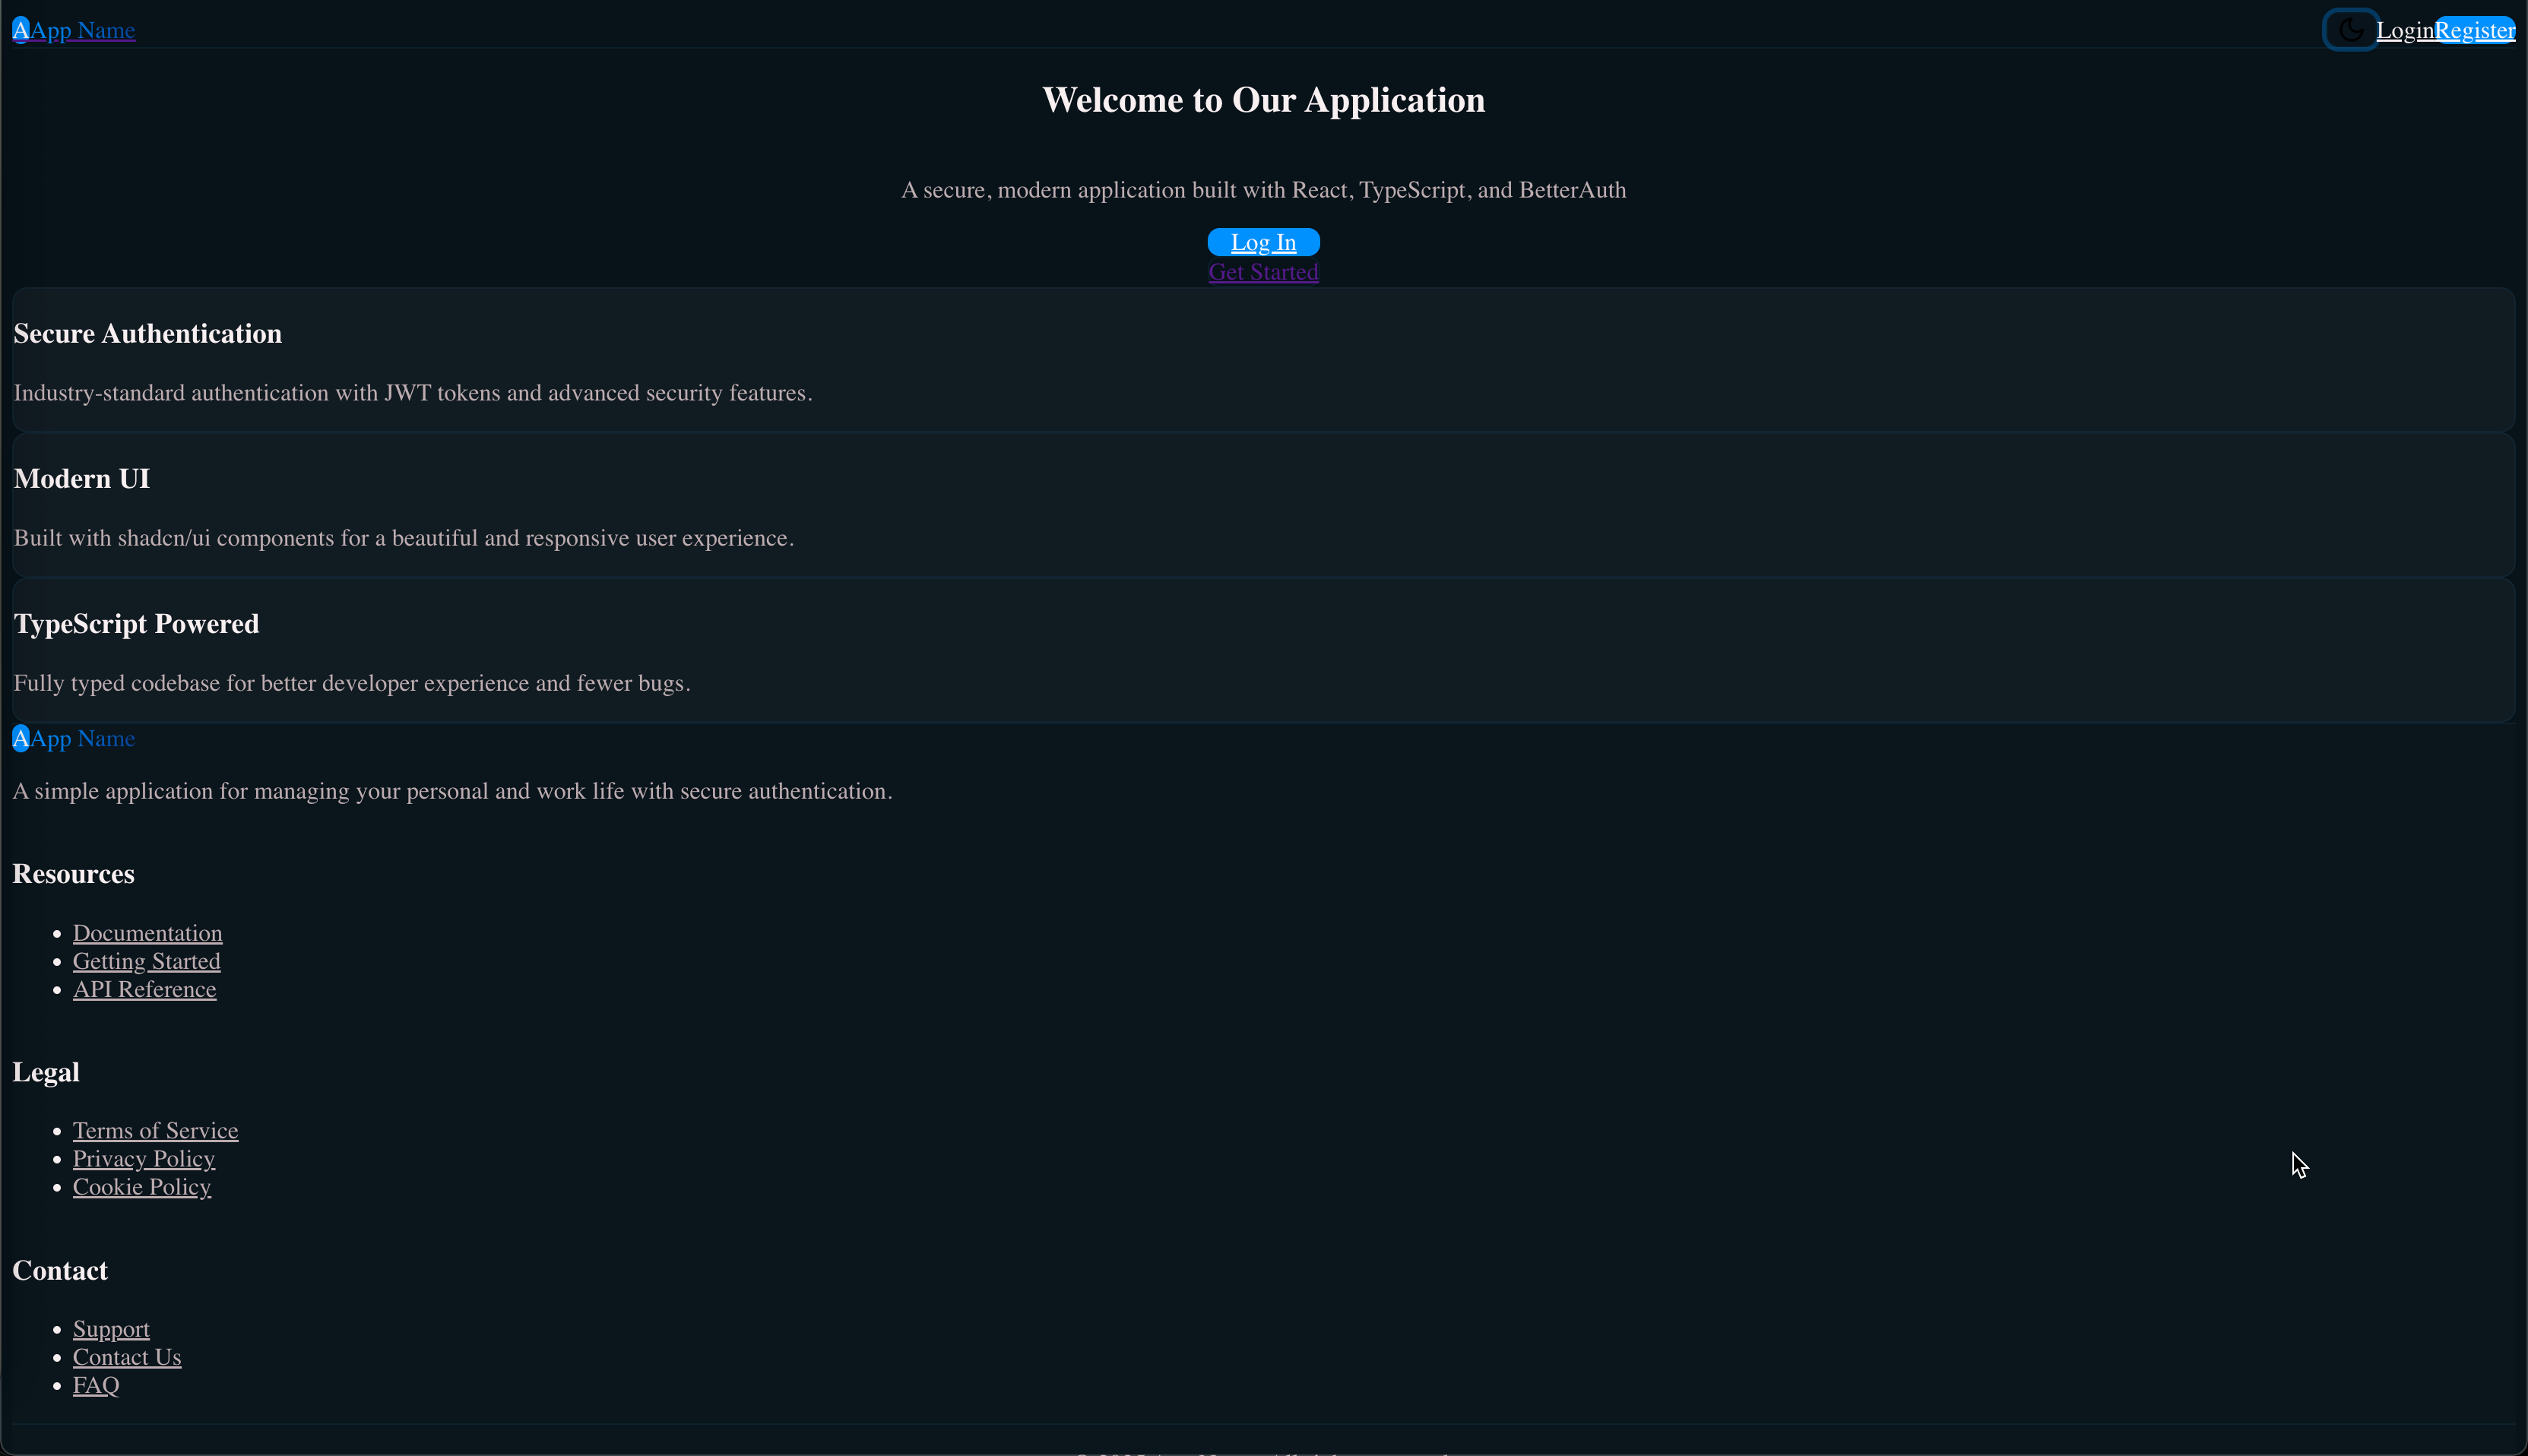 AApp Name
LoginRegister
Welcome to Our Application
A secure, modern application built with React, TypeScript, and BetterAuth
Log In
Get Started
Secure Authentication
Industry-standard authentication with JWT tokens and advanced security features.
Modern UI
Built with shadcn/ui components for a beautiful and responsive user experience.
TypeScript Powered
Fully typed codebase for better developer experience and fewer bugs.
AApp Name
A simple application for managing your personal and work life with secure authentication.
Resources
Documentation
Getting Started
API Reference
Legal
Terms of Service
Privacy Policy
Cookie Policy
Contact
Support
Contact Us
FAQ